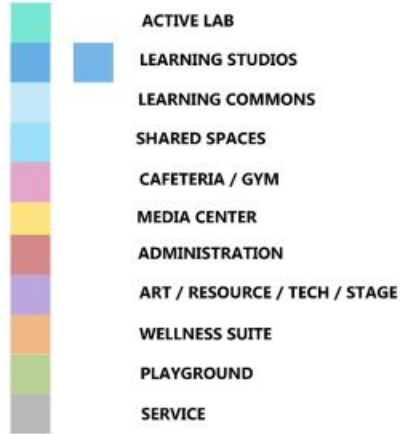 ACTIVE LAB
LEARNING STUDIOS
LEARNING COMMONS
SHARED SPACES
CAFETERIA / GYM
MEDIA CENTER
ADMINISTRATION
ART / RESOURCE / TECH / STAGE
WELLNESS SUITE
PLAYGROUND
SERVICE